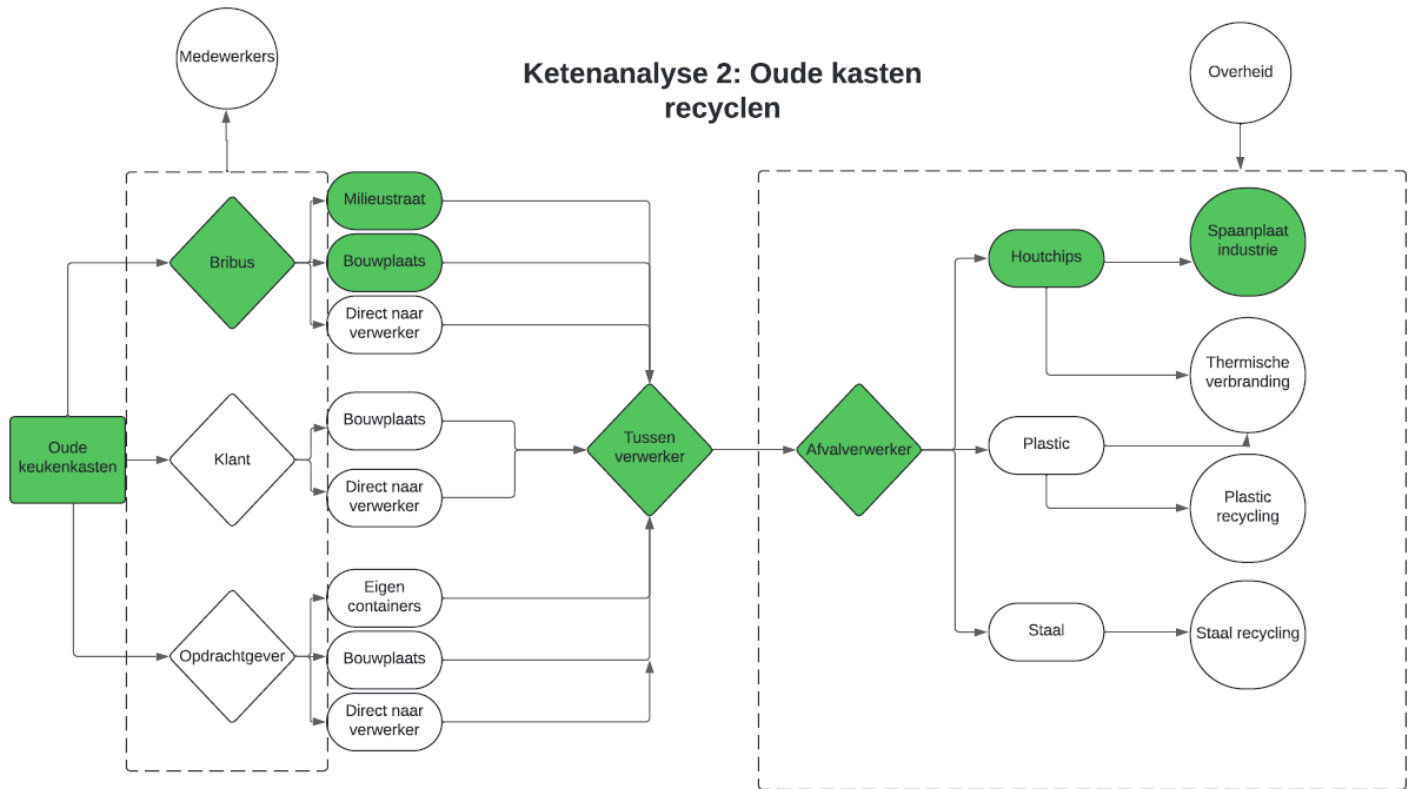 Medewerkers
Overheid
Ketenanalyse 2: Oude kasten
recyclen
Oude
keukenkasten
Bribus
Klant
Opdrachtgever
Milieustraat
Bouwplaats
Direct naar
verwerker
Bouwplaats
Direct naar
verwerker
Eigen
containers
Bouwplaats
Direct naar
verwerker
Tussen
verwerker
Afvalverwerker
Houtchips
Plastic
Staal
Spaanplaat
industrie
Thermische
verbranding
Plastic
recycling
Staal recycling